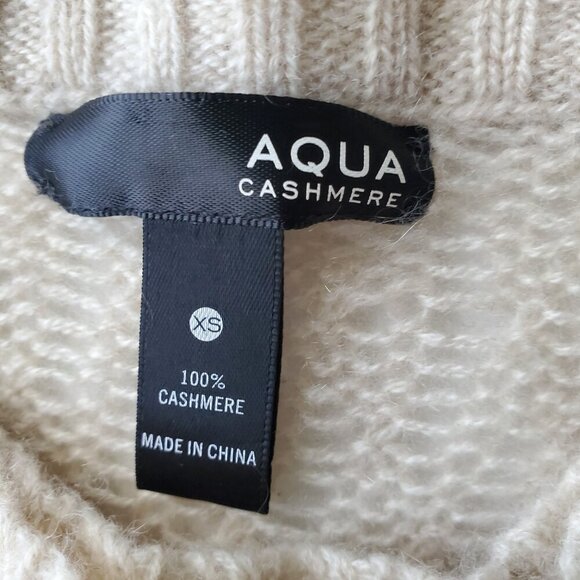 AQUA
CASHMERE
XS
100%
CASHMERE
MADE IN CHINA